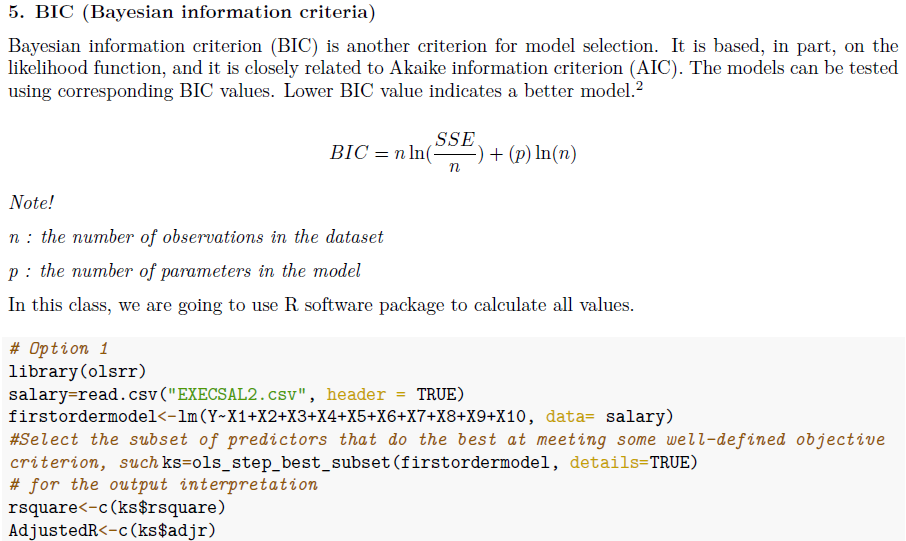 5. BIC (Bayesian information criteria)
Bayesian information criterion (BIC) is another criterion for model selection. It is based, in part, on the
likelihood function, and it is closely related to Akaike information criterion (AIC). The models can be tested
using corresponding BIC values. Lower BIC value indicates a better model.²
BIC = n ln(SSE/n) + (p) ln(n)
Note!
n : the number of observations in the dataset
p : the number of parameters in the model
In this class, we are going to use R software package to calculate all values.
# Option 1
library(olsrr)
salary=read.csv("EXECSAL2.csv", header = TRUE)
firstordermodel<-lm(Y~X1+X2+X3+X4+X5+X6+X7+X8+X9+X10, data= salary)
#Select the subset of predictors that do the best at meeting some well-defined objective
criterion, such ks=ols_step_best_subset(firstordermodel, details=TRUE)
# for the output interpretation
rsquare<-c(ks$rsquare)
AdjustedR<-c(ks$adjr)